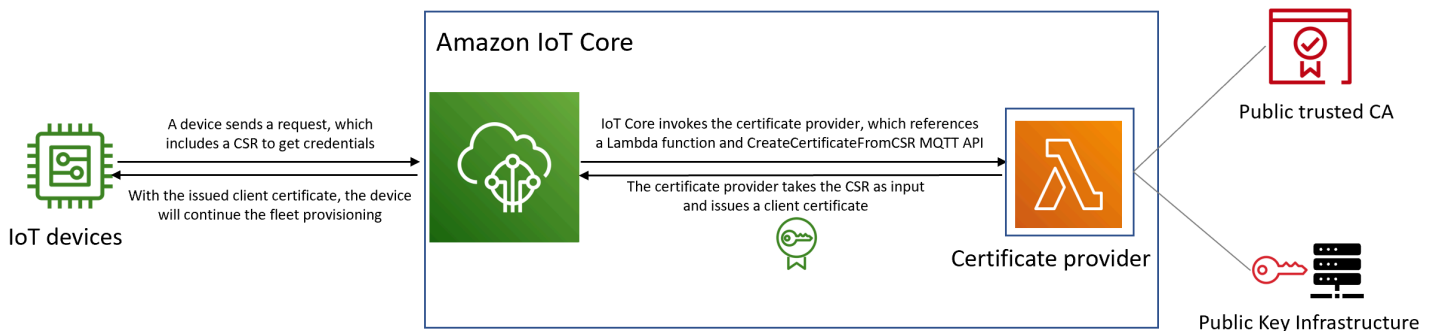 Amazon IoT Core
A device sends a request, which
includes a CSR to get credentials
With the issued client certificate, the device
will continue the fleet provisioning
IoT devices
IoT Core invokes the certificate provider, which references
a Lambda function and CreateCertificateFromCSR MQTT API
The certificate provider takes the CSR as input
and issues a client certificate
Certificate provider
Public trusted CA
Public Key Infrastructure